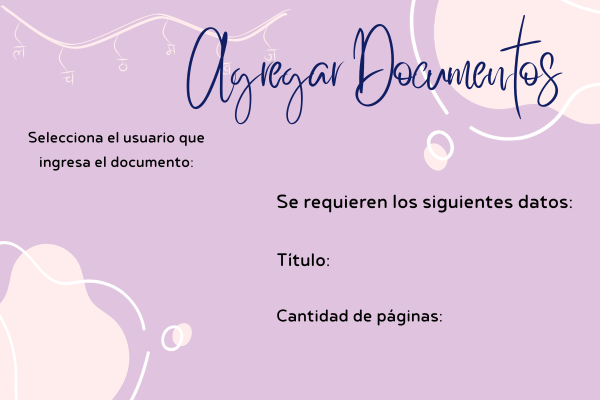 Agregar Documentos
Selecciona el usuario que
ingresa el documento:
Se requieren los siguientes datos:
Título:
Cantidad de páginas: